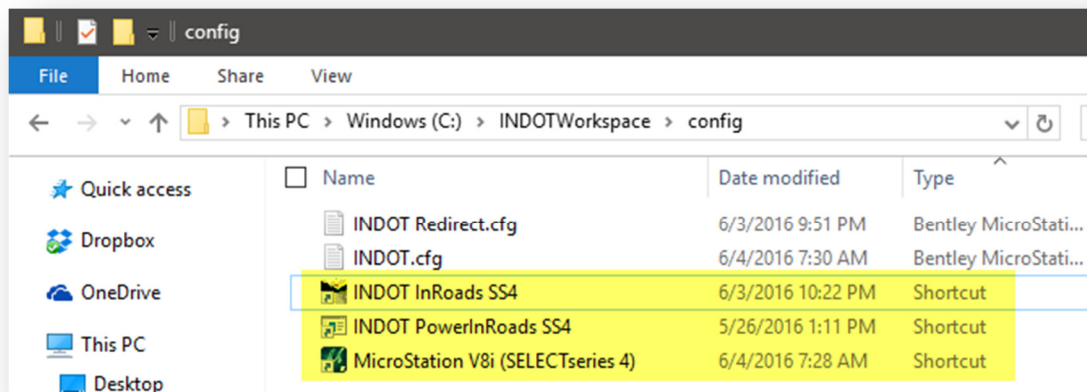 config
File Home Share View
This PC > Windows (C:) > INDOTWorkspace > config
Quick access
Dropbox
OneDrive
This PC
Desktop
Name Date modified Type
INDOT Redirect.cfg 6/3/2016 9:51 PM Bentley MicroStati...
INDOT.cfg 6/4/2016 7:30 AM Bentley MicroStati...
INDOT InRoads SS4 6/3/2016 10:22 PM Shortcut
INDOT PowerInRoads SS4 5/26/2016 1:11 PM Shortcut
MicroStation V8i (SELECTseries 4) 6/4/2016 7:28 AM Shortcut